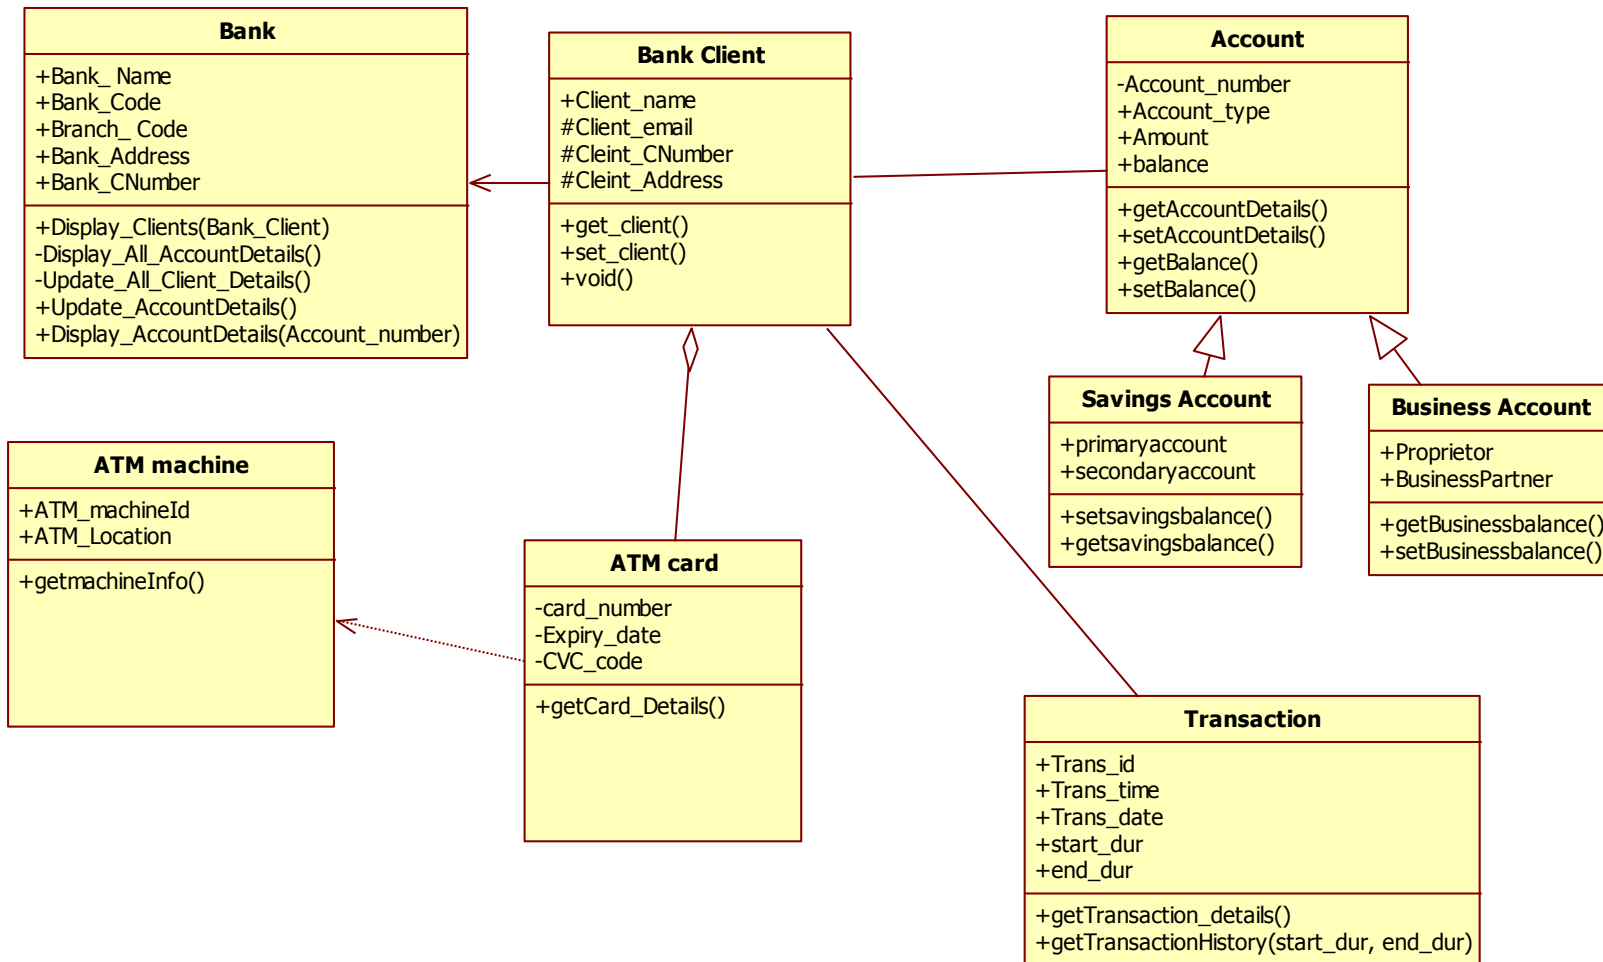 Bank
+Bank_ Name
+Bank_Code
+Branch_ Code
+Bank_Address
+Bank_CNumber
+Display_Clients(Bank_Client)
-Display_All_AccountDetails()
-Update_All_Client_Details()
+Update_AccountDetails()
+Display_AccountDetails(Account_number)
Bank Client
+Client_name
#Client_email
#Cleint_CNumber
#Cleint_Address
+get_client()
+set_client()
+void()
Account
-Account_number
+Account_type
+Amount
+balance
+getAccountDetails()
+setAccountDetails()
+getBalance()
+setBalance()
Savings Account
+primaryaccount
+secondaryaccount
+setsavingsbalance()
+getsavingsbalance()
Business Account
+Proprietor
+BusinessPartner
+getBusinessbalance()
+setBusinessbalance()
ATM machine
+ATM_machineId
+ATM_Location
+getmachineInfo()
ATM card
-card_number
-Expiry_date
-CVC_code
+getCard_Details()
Transaction
+Trans_id
+Trans_time
+Trans_date
+start_dur
+end_dur
+getTransaction_details()
+getTransactionHistory(start_dur, end_dur)